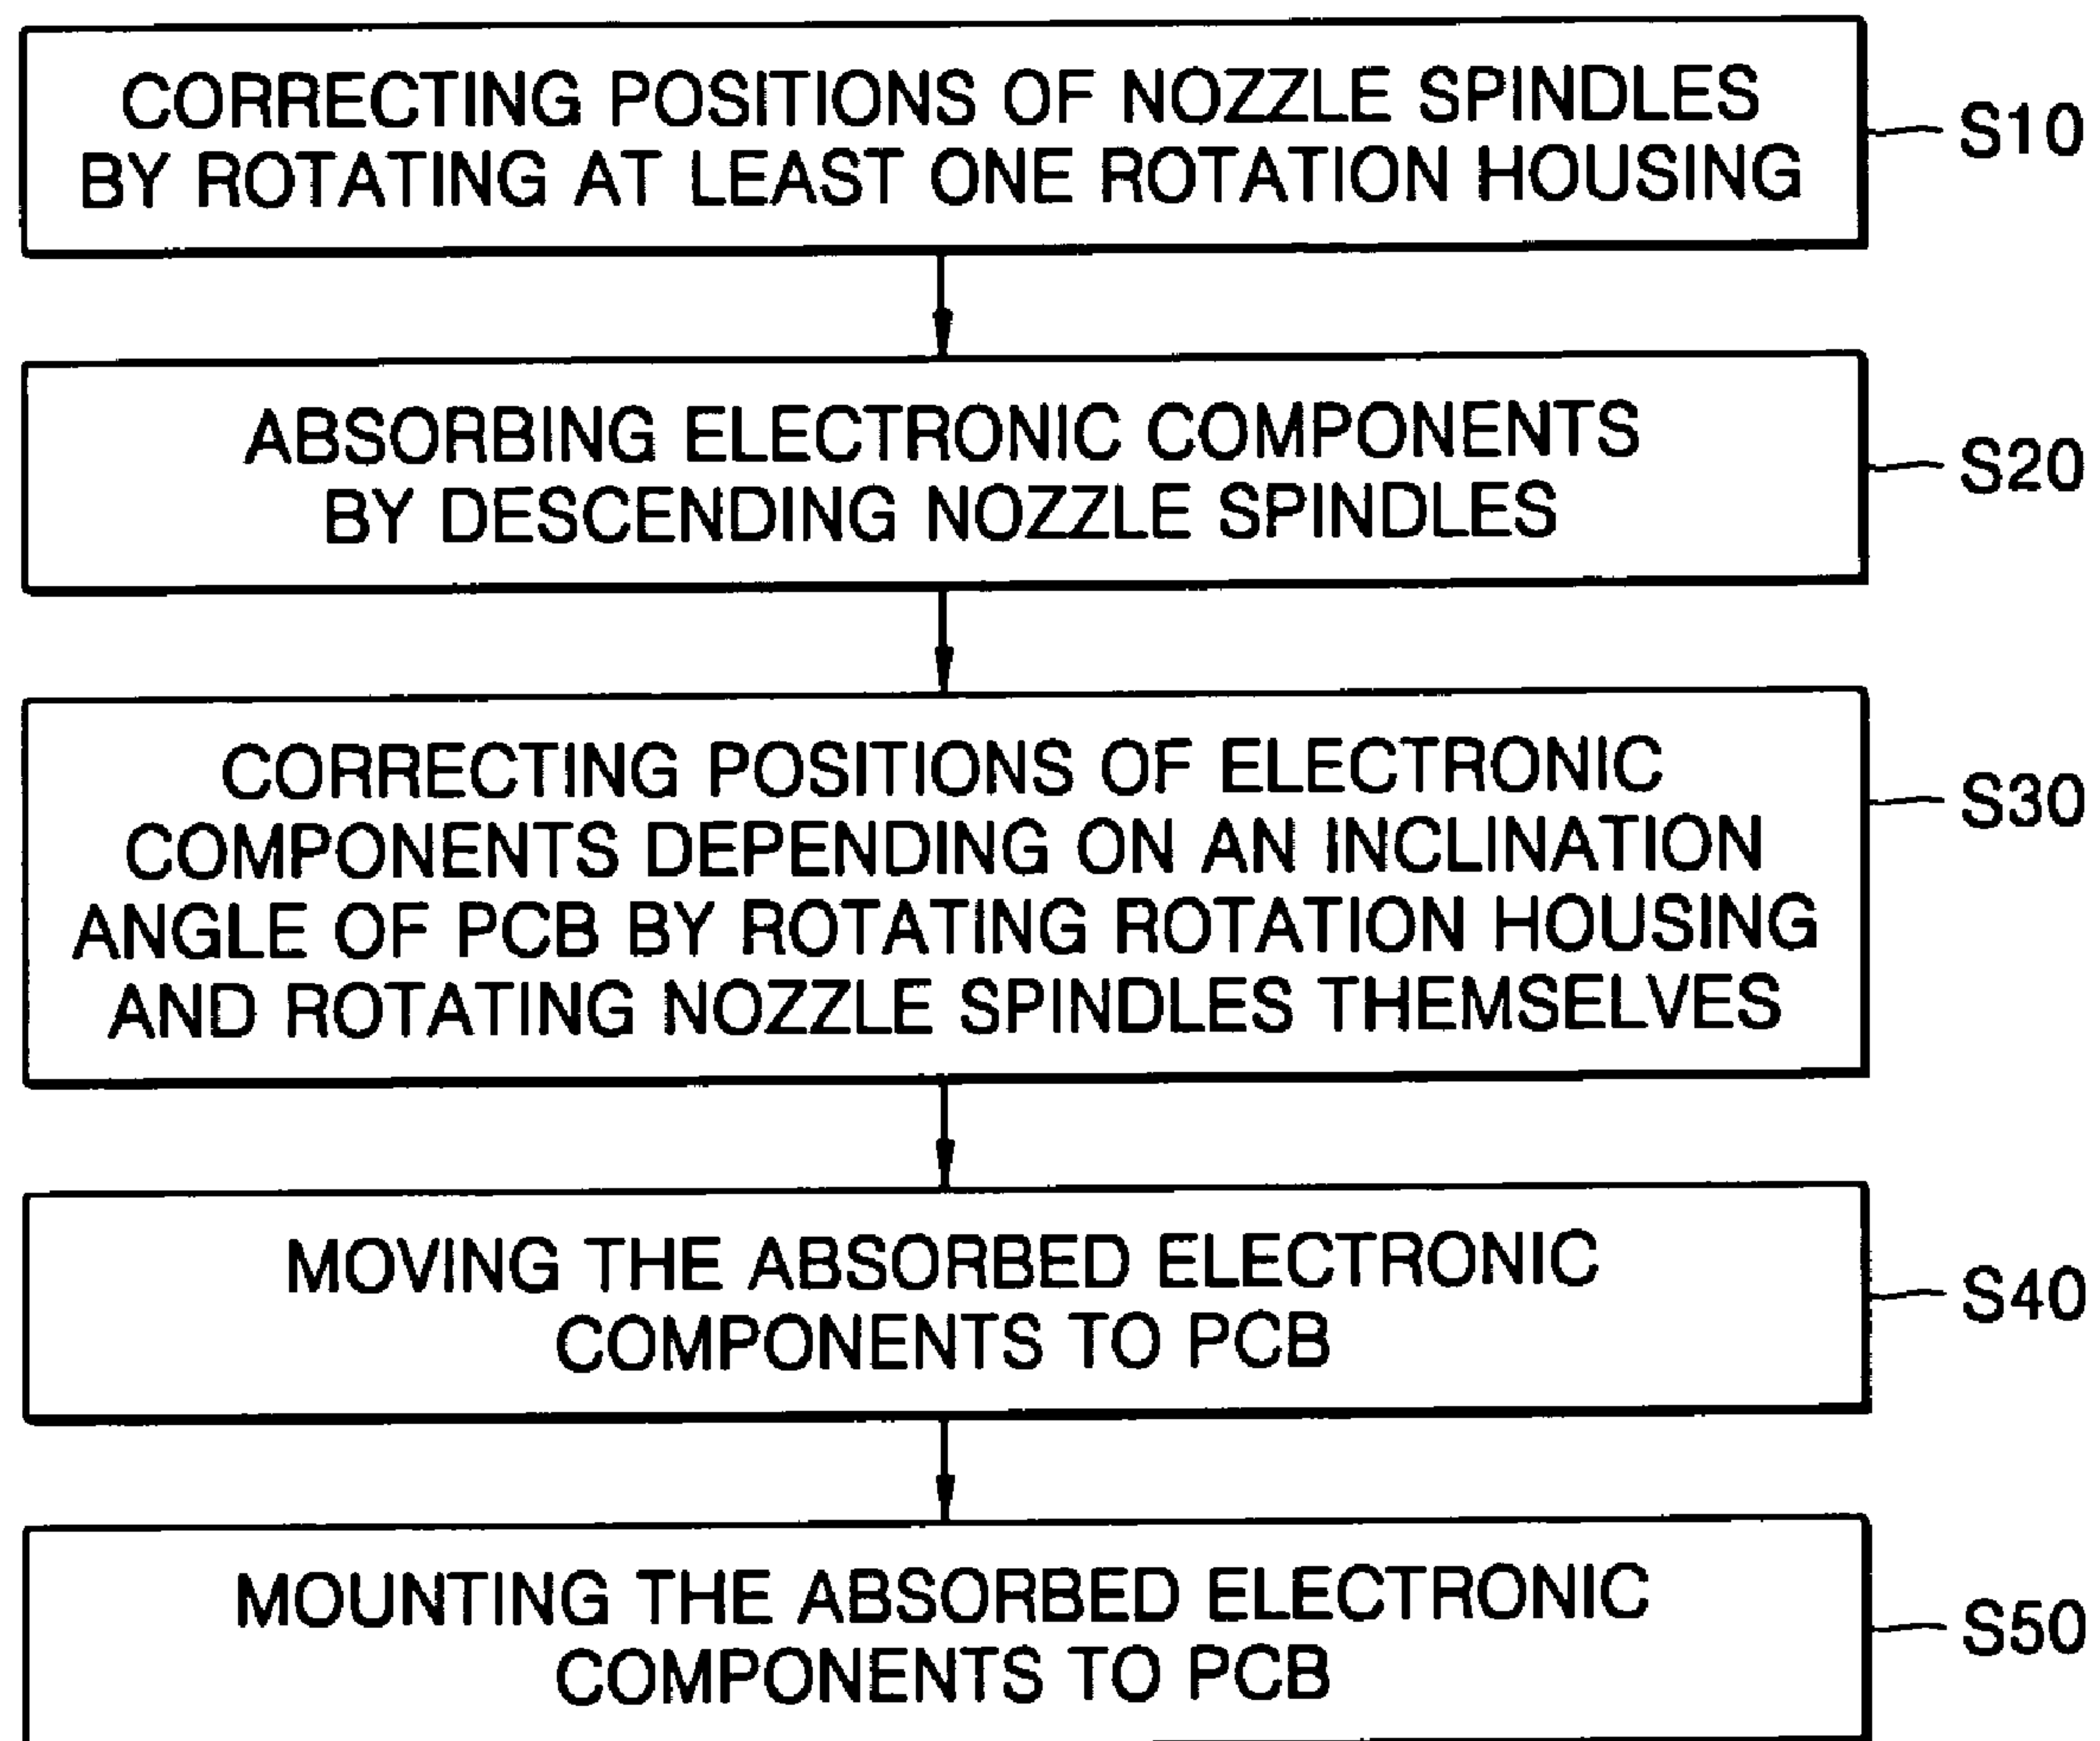 CORRECTING POSITIONS OF NOZZLE SPINDLES
BY ROTATING AT LEAST ONE ROTATION HOUSING
S10
ABSORBING ELECTRONIC COMPONENTS
BY DESCENDING NOZZLE SPINDLES
S20
CORRECTING POSITIONS OF ELECTRONIC
COMPONENTS DEPENDING ON AN INCLINATION
ANGLE OF PCB BY ROTATING ROTATION HOUSING
AND ROTATING NOZZLE SPINDLES THEMSELVES
S30
MOVING THE ABSORBED ELECTRONIC
COMPONENTS TO PCB
S40
MOUNTING THE ABSORBED ELECTRONIC
COMPONENTS TO PCB
S50